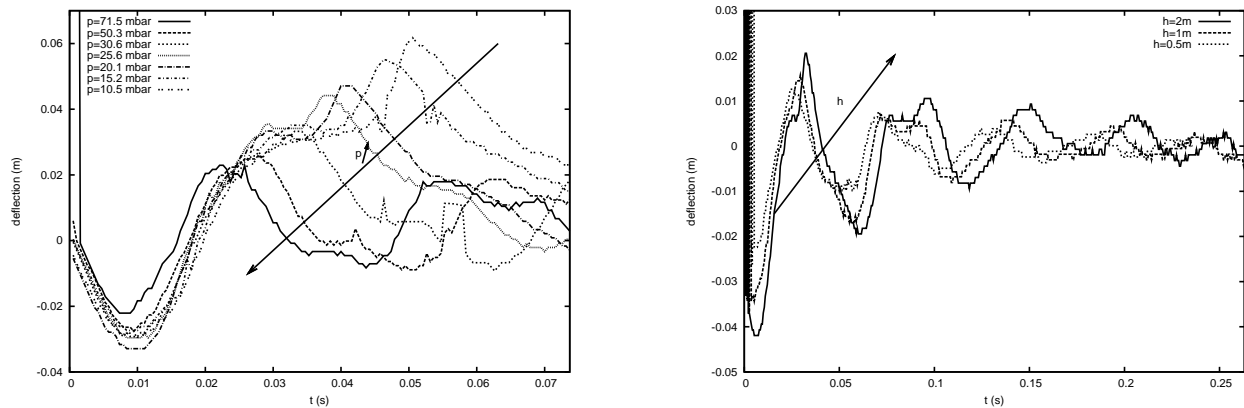 p=71.5 mbar
p=50.3 mbar
p=30.6 mbar
p=25.6 mbar
p=20.1 mbar
p=15.2 mbar
p=10.5 mbar
0.06
0.04
0.02
0
-0.02
-0.04
deflection (m)
p
0 0.01 0.02 0.03 0.04 0.05 0.06 0.07
t (s)
h=2m
h=1m
h=0.5m
0.03
0.02
0.01
0
-0.01
-0.02
-0.03
-0.04
-0.05
deflection (m)
h
0 0.05 0.1 0.15 0.2 0.25
t (s)